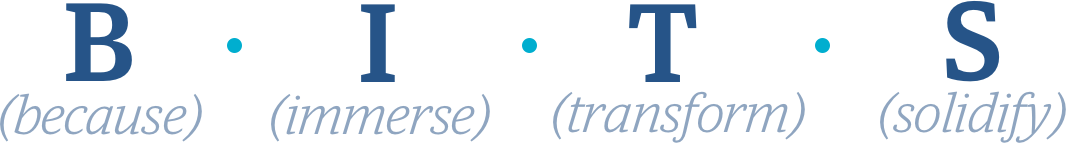 B • I • T • S
(because) (immerse) (transform) (solidify)